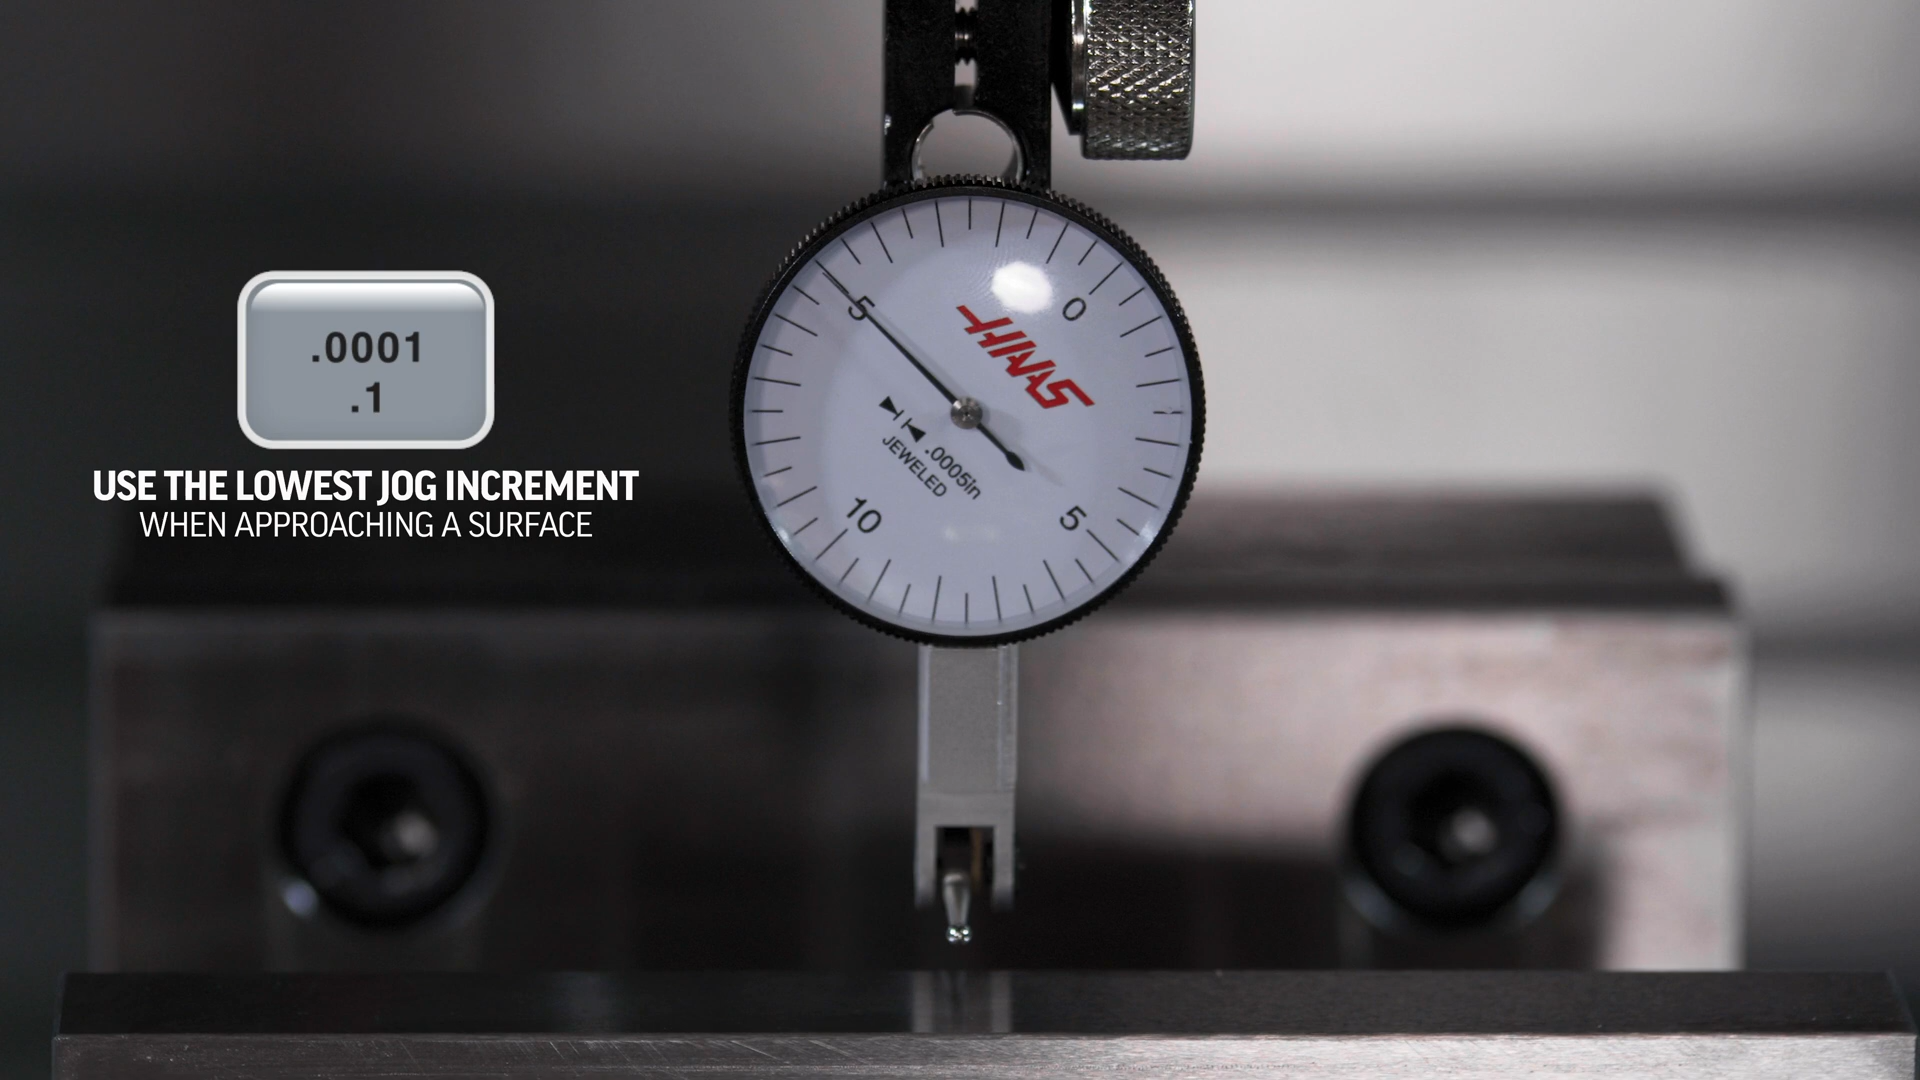 .0001
.1
USE THE LOWEST JOG INCREMENT
WHEN APPROACHING A SURFACE
0
5
10
5
HAAS
.0005in
JEWELED